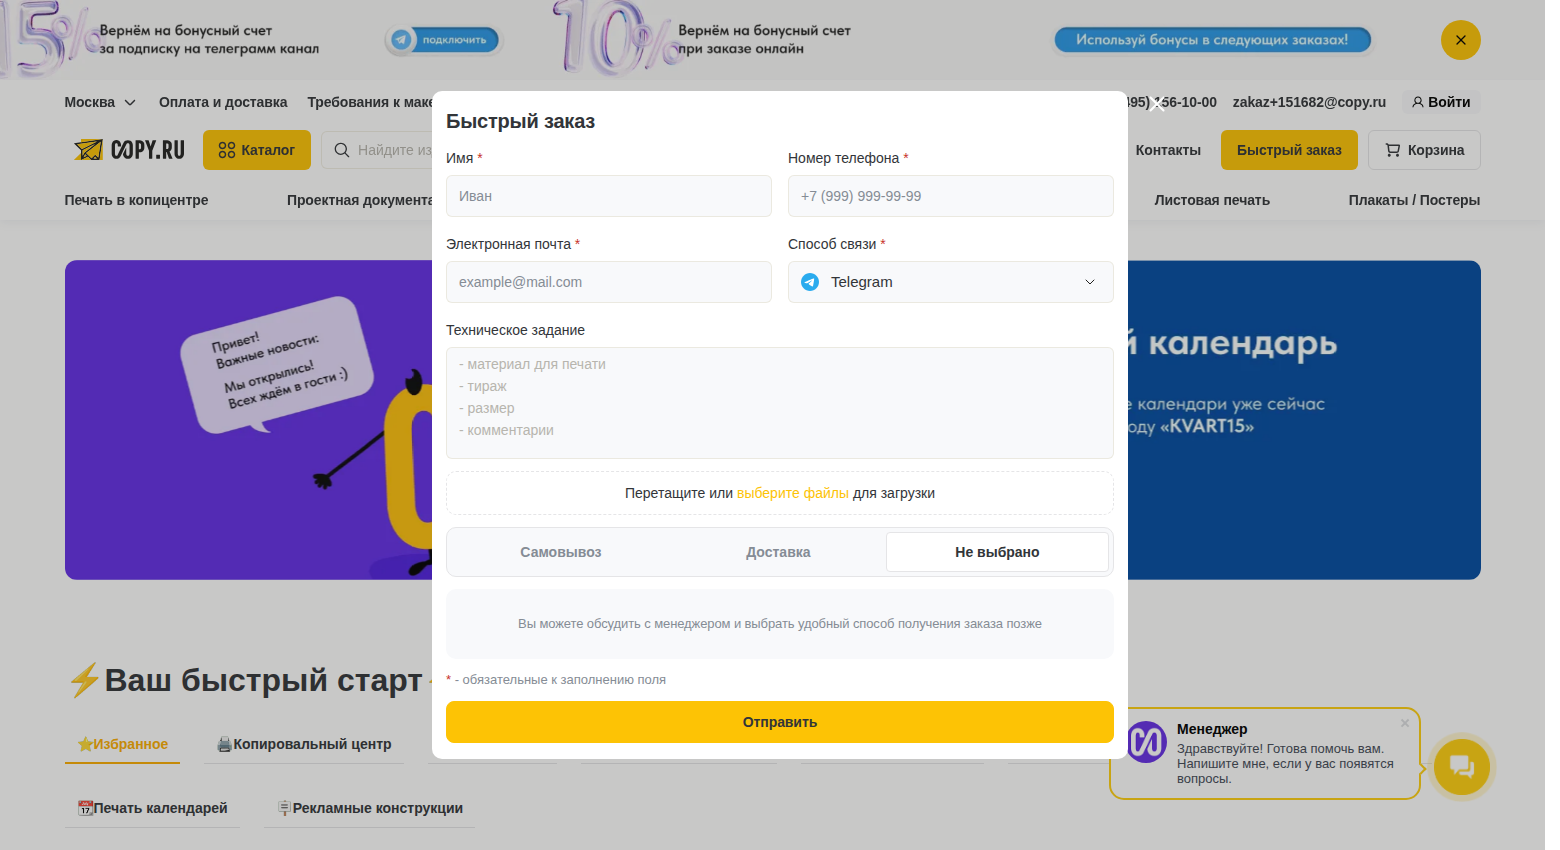 15%
Вернём на бонусный счет
за подписку на телеграмм канал
подключить
10%
Вернём на бонусный счет
при заказе онлайн
Используй бонусы в следующих заказах!
Москва
Оплата и доставка
Требования к маке
495) 156-10-00
zakaz+151682@copy.ru
Войти
COPY.RU
Каталог
Найдите из
Контакты
Быстрый заказ
Корзина
Печать в копицентре
Проектная документа
Листовая печать
Плакаты / Постеры
Быстрый заказ
Имя *
Номер телефона *
Иван
+7 (999) 999-99-99
Электронная почта *
Способ связи *
example@mail.com
Telegram
Техническое задание
- материал для печати
- тираж
- размер
- комментарии
Перетащите или выберите файлы для загрузки
Самовывоз
Доставка
Не выбрано
Вы можете обсудить с менеджером и выбрать удобный способ получения заказа позже
* - обязательные к заполнению поля
Отправить
Привет!
Важные новости:
Мы открылись!
Всех ждём в гости :)
й календарь
е календари уже сейчас
оду «KVART15»
Ваш быстрый старт
Избранное
Копировальный центр
Печать календарей
Рекламные конструкции
Менеджер
Здравствуйте! Готова помочь вам.
Напишите мне, если у вас появятся
вопросы.